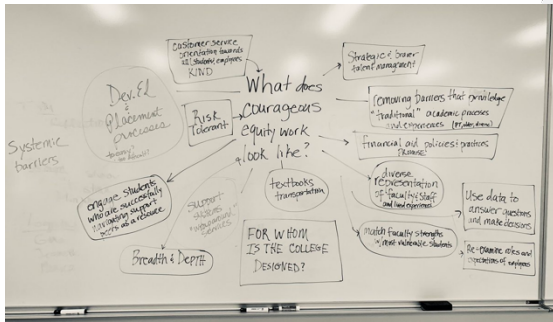 customer service
orientation towards
all students, employees
KIND
Strategic &
talent management
What does
courageous
equity work
look like?
Dev. Ed
Placement
processes
RISK
Tolerant
removing barriers that privilege
"traditional" academic processes
and experiences
Systemic
barriers
financial aid policies & practices
engage students
who are successfully
navigating support
as a resource
textbooks
transportation
diverse
representation
of faculty & staff
and lived experience
support
services
Use data to
answer questions
and make decisions
FOR WHOM
IS THE COLLEGE
DESIGNED?
match faculty strengths
w/ most vulnerable students
Breadth & DEPTH
Re-examine roles and
expectations of employees